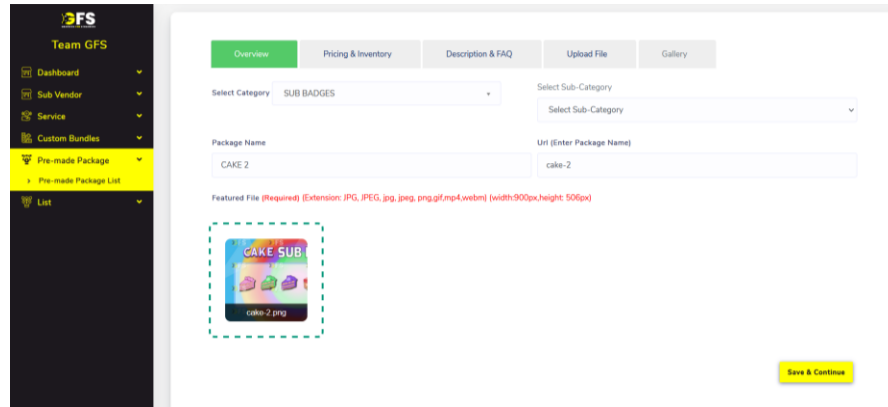 GFS
Team GFS
Dashboard
Sub Vendor
Service
Custom Bundles
Pre-made Package
Pre-made Package List
List
Overview
Pricing & Inventory
Description & FAQ
Upload File
Gallery
Select Category
SUB BADGES
Select Sub-Category
Select Sub-Category
Package Name
CAKE 2
Url (Enter Package Name)
cake-2
Featured File (Required) (Extension: JPG, JPEG, jpg, jpeg, png,gif,mp4,webm) (width:900px,height: 506px)
CAKE SUB
cake-2.png
Save & Continue